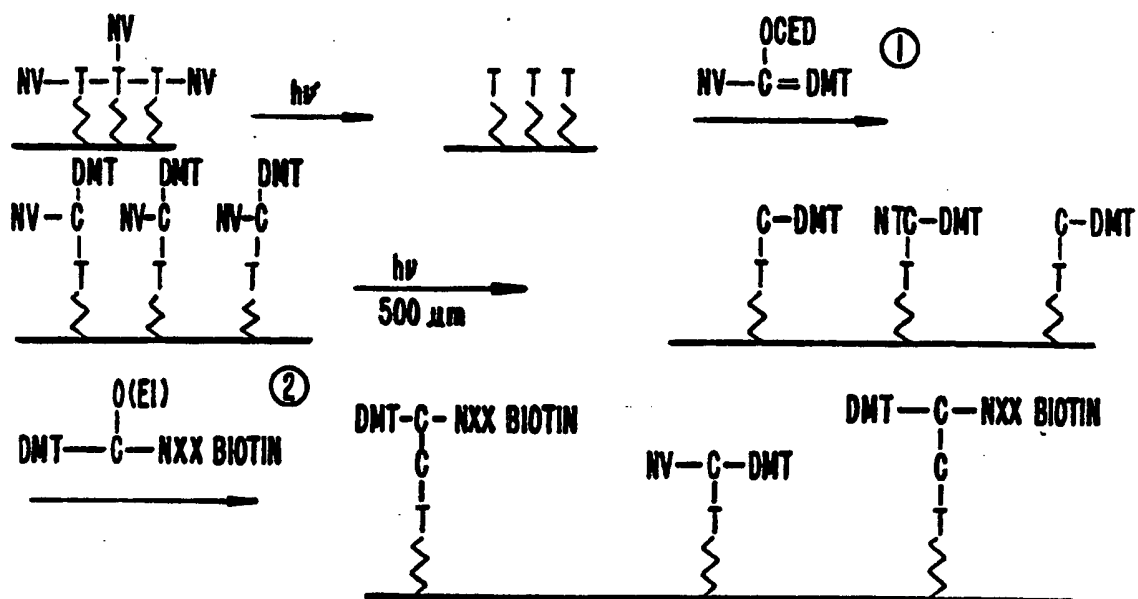 NV
NV—T—T—T—NV
hν
T T T
OCED
NV—C=DMT
①
DMT DMT DMT
NV—C NV-C NV-C
T T T
hν
500 μm
C—DMT NTC—DMT C—DMT
T T T
②
O(EI)
DMT—C—NXX BIOTIN
DMT-C-NXX BIOTIN
C
T
NV—C—DMT
T
DMT—C—NXX BIOTIN
C
T